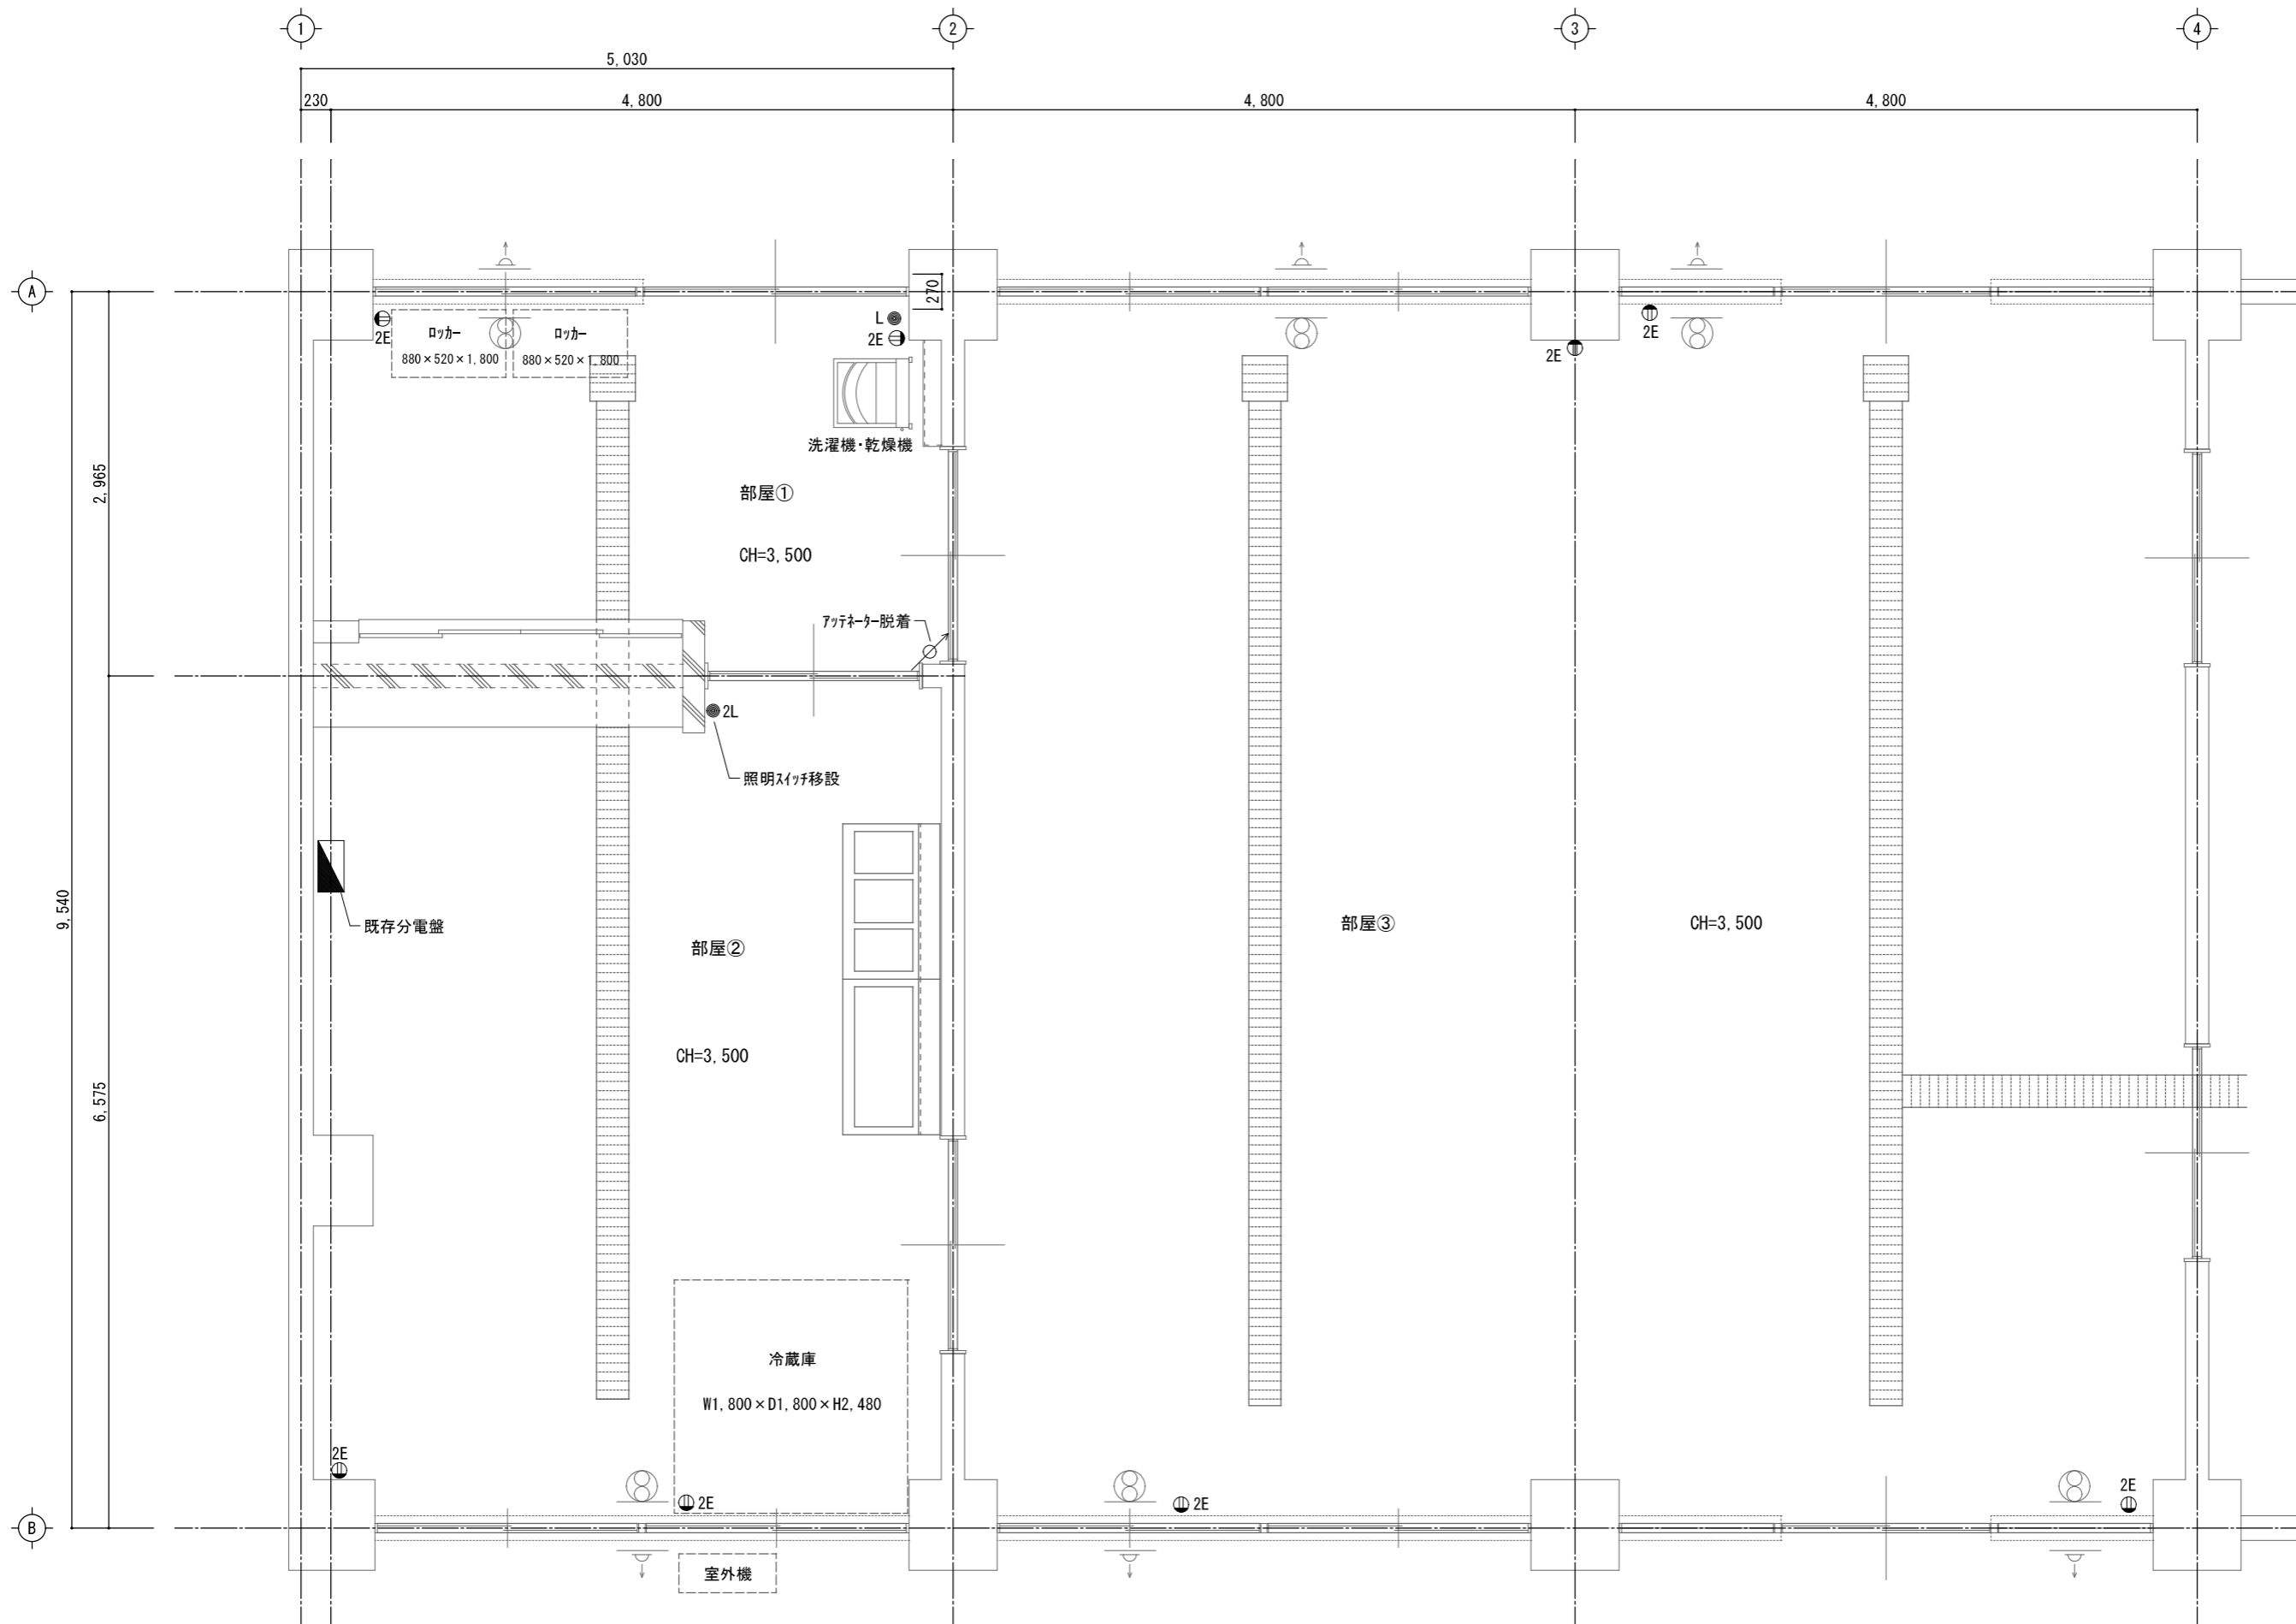 1
2
3
4
5,030
230
4,800
4,800
4,800
A
270
L
2E
2E
ロッカー
880×520×1,800
ロッカー
880×520×1,800
2E
2E
洗濯機・乾燥機
2,965
部屋①
CH=3,500
アッテネーター脱着
2L
照明スイッチ移設
9,540
既存分電盤
部屋②
部屋③
CH=3,500
CH=3,500
6,575
冷蔵庫
W1,800×D1,800×H2,480
2E
2E
2E
2E
B
室外機